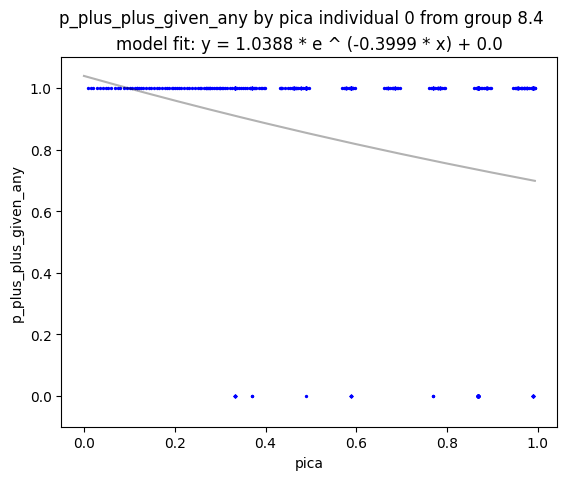 p_plus_plus_given_any by pica individual 0 from group 8.4
model fit: y = 1.0388 * e ^ (-0.3999 * x) + 0.0
p_plus_plus_given_any
1.0
0.8
0.6
0.4
0.2
0.0
0.0 0.2 0.4 0.6 0.8 1.0
pica